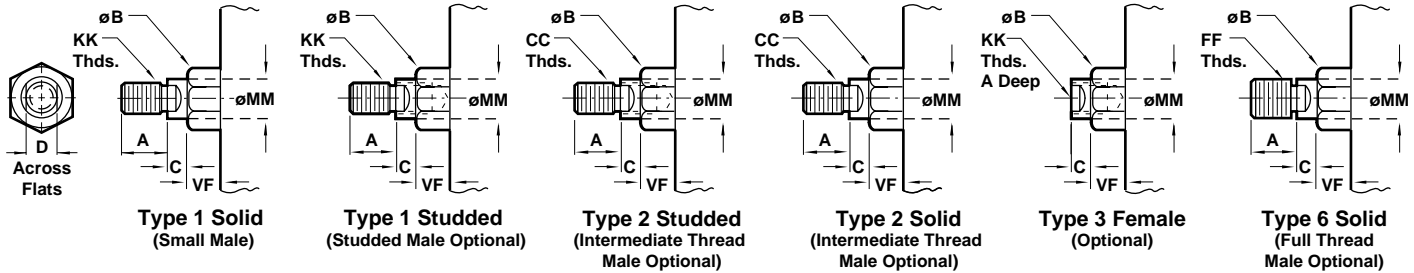 D
Across
Flats
øB
KK
Thds.
øMM
A
C
VF
Type 1 Solid
(Small Male)
øB
KK
Thds.
øMM
A
C
VF
Type 1 Studded
(Studded Male Optional)
øB
CC
Thds.
øMM
A
C
VF
Type 2 Studded
(Intermediate Thread
Male Optional)
øB
CC
Thds.
øMM
A
C
VF
Type 2 Solid
(Intermediate Thread
Male Optional)
øB
KK
Thds.
A Deep
øMM
C
VF
Type 3 Female
(Optional)
øB
FF
Thds.
øMM
A
C
VF
Type 6 Solid
(Full Thread
Male Optional)